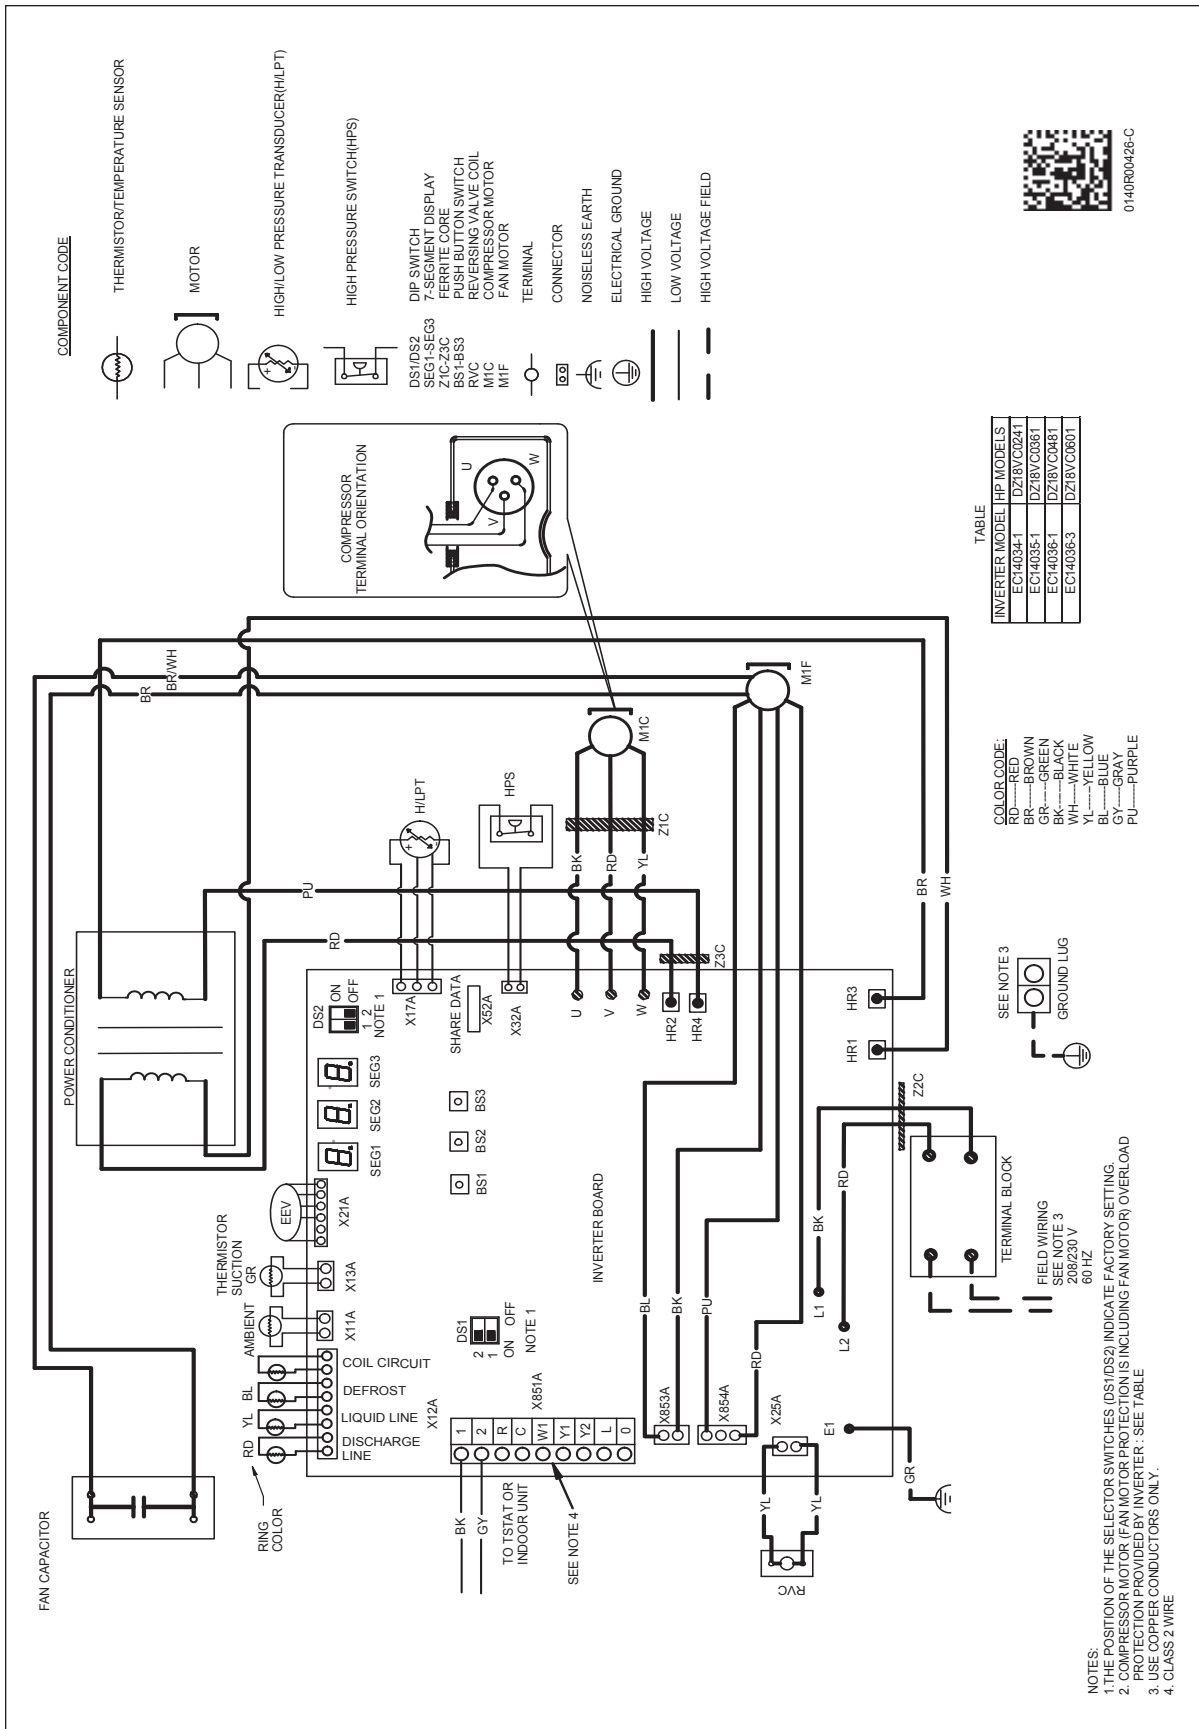 COMPONENT CODE
THERMISTOR/TEMPERATURE SENSOR
MOTOR
HIGH/LOW PRESSURE TRANSDUCER(H/LPT)
HIGH PRESSURE SWITCH(HPS)
DS1/DS2 DIP SWITCH
SEG1-SEG3 7-SEGMENT DISPLAY
Z1C-Z3C FERRITE CORE
BS1-BS3 PUSH BUTTON SWITCH
RVC REVERSING VALVE COIL
M1C COMPRESSOR MOTOR
M1F FAN MOTOR
TERMINAL
CONNECTOR
NOISELESS EARTH
ELECTRICAL GROUND
HIGH VOLTAGE
LOW VOLTAGE
HIGH VOLTAGE FIELD
0140R00426-C
COMPRESSOR
TERMINAL ORIENTATION
U
V
W
TABLE
INVERTER MODEL HP MODELS
EC14034-1 DZ18VC0241
EC14035-1 DZ18VC0361
EC14036-1 DZ18VC0481
EC14036-3 DZ18VC0601
FAN CAPACITOR
POWER CONDITIONER
BR
BR/WH
M1F
M1C
H/LPT
HPS
Z1C
BK
RD
YL
PU
RD
Z3C
BR
WH
COLOR CODE:
RD-----RED
BR-----BROWN
GR-----GREEN
BK-----BLACK
WH-----WHITE
YL-----YELLOW
BL-----BLUE
GY-----GRAY
PU-----PURPLE
DS2
ON
OFF
1 2
NOTE 1
X17A
SHARE DATA
X52A
X32A
U
V
W
HR2
HR4
HR3
HR1
SEE NOTE 3
GROUND LUG
SEG1
SEG2
SEG3
8.
8.
8.
BS1
BS2
BS3
EEV
X21A
THERMISTOR
SUCTION
GR
X13A
AMBIENT
X11A
INVERTER BOARD
DS1
2 1
ON
OFF
NOTE 1
COIL CIRCUIT
DEFROST
LIQUID LINE
DISCHARGE
LINE
X12A
BL
YL
RD
RING
COLOR
X851A
1
2
R
C
W1
Y1
Y2
L
0
BK
GY
TO TSTAT OR
INDOOR UNIT
SEE NOTE 4
BL
BK
PU
RD
X853A
X854A
X25A
YL
YL
RVC
E1
GR
L1
L2
BK
RD
Z2C
TERMINAL BLOCK
FIELD WIRING
SEE NOTE 3
208/230 V
60 HZ
NOTES:
1.THE POSITION OF THE SELECTOR SWITCHES (DS1/DS2) INDICATE FACTORY SETTING.
2. COMPRESSOR MOTOR (FAN MOTOR PROTECTION IS INCLUDING FAN MOTOR) OVERLOAD
PROTECTION PROVIDED BY INVERTER : SEE TABLE
3. USE COPPER CONDUCTORS ONLY.
4. CLASS 2 WIRE